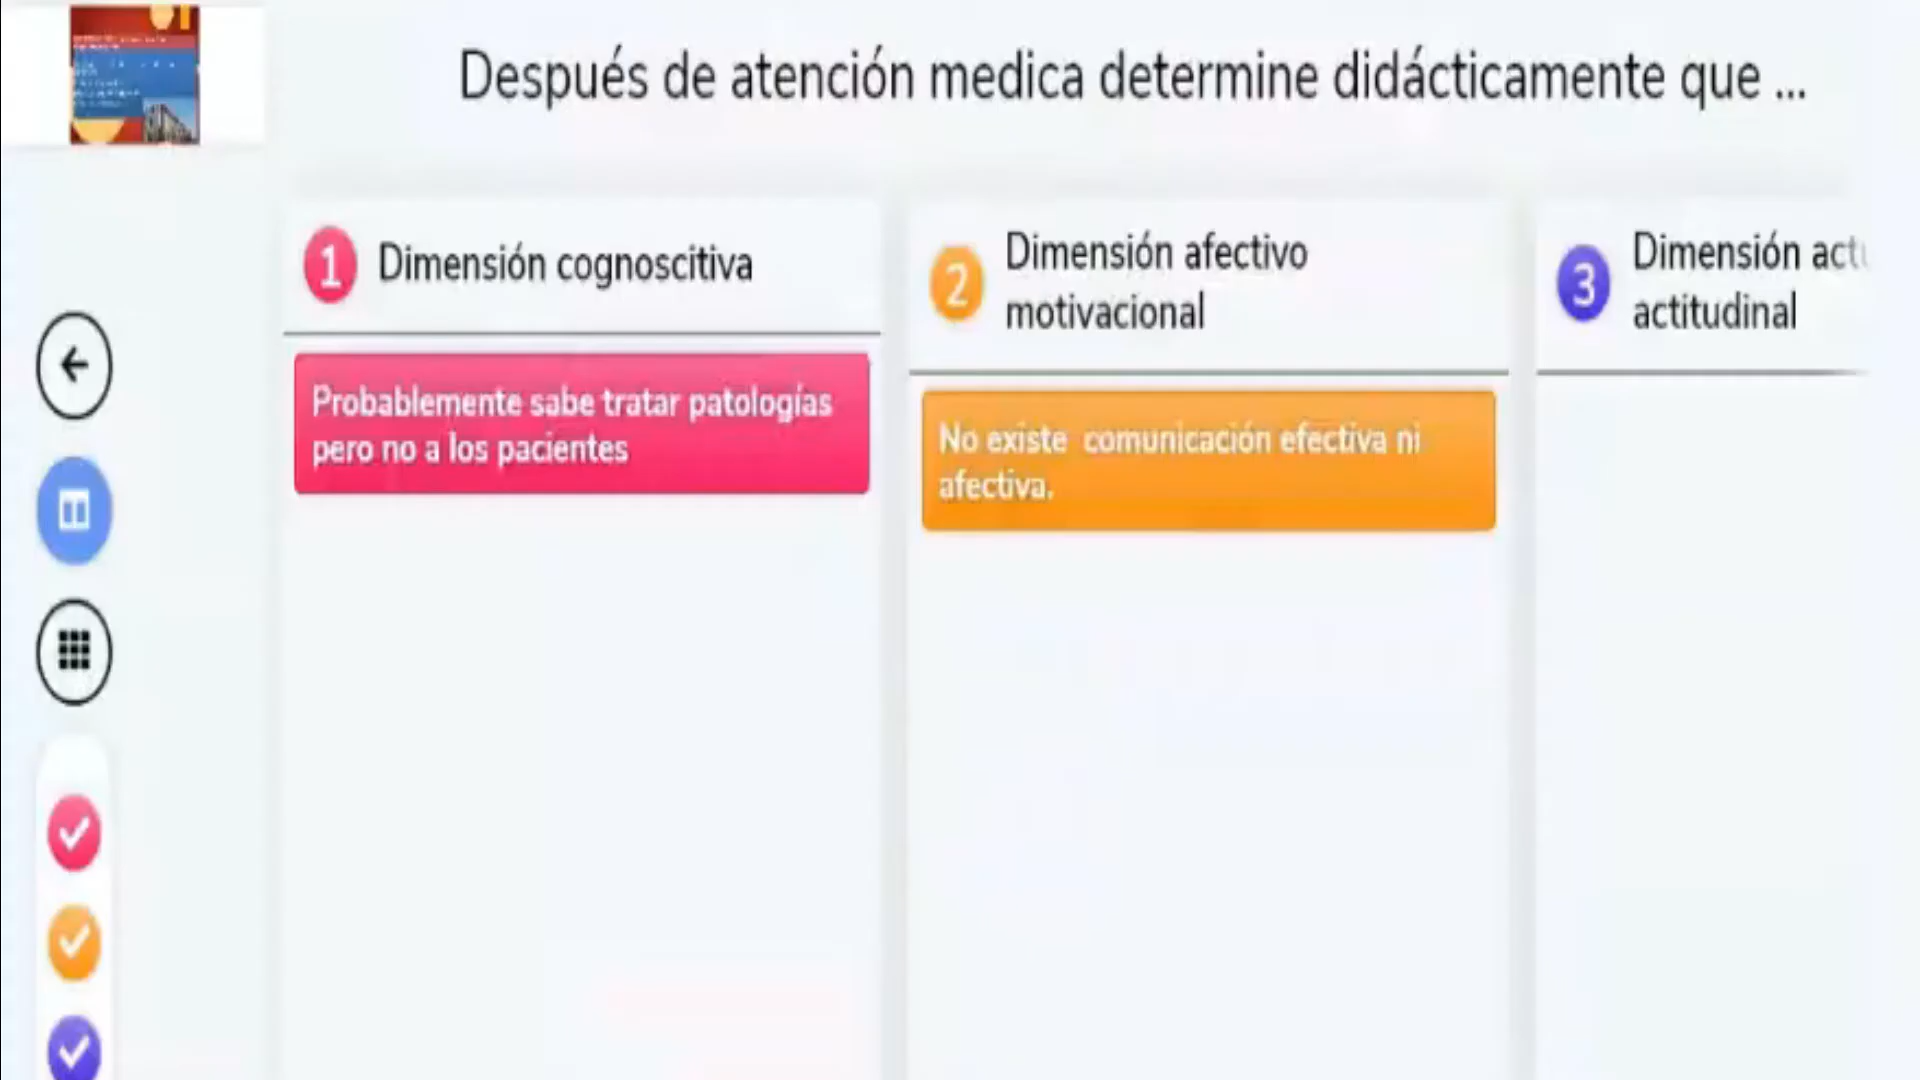 Después de atención medica determine didácticamente que ...
1 Dimensión cognoscitiva
Probablemente sabe tratar patologías
pero no a los pacientes
2 Dimensión afectivo
motivacional
No existe comunicación efectiva ni
afectiva.
3 Dimensión
actitudinal